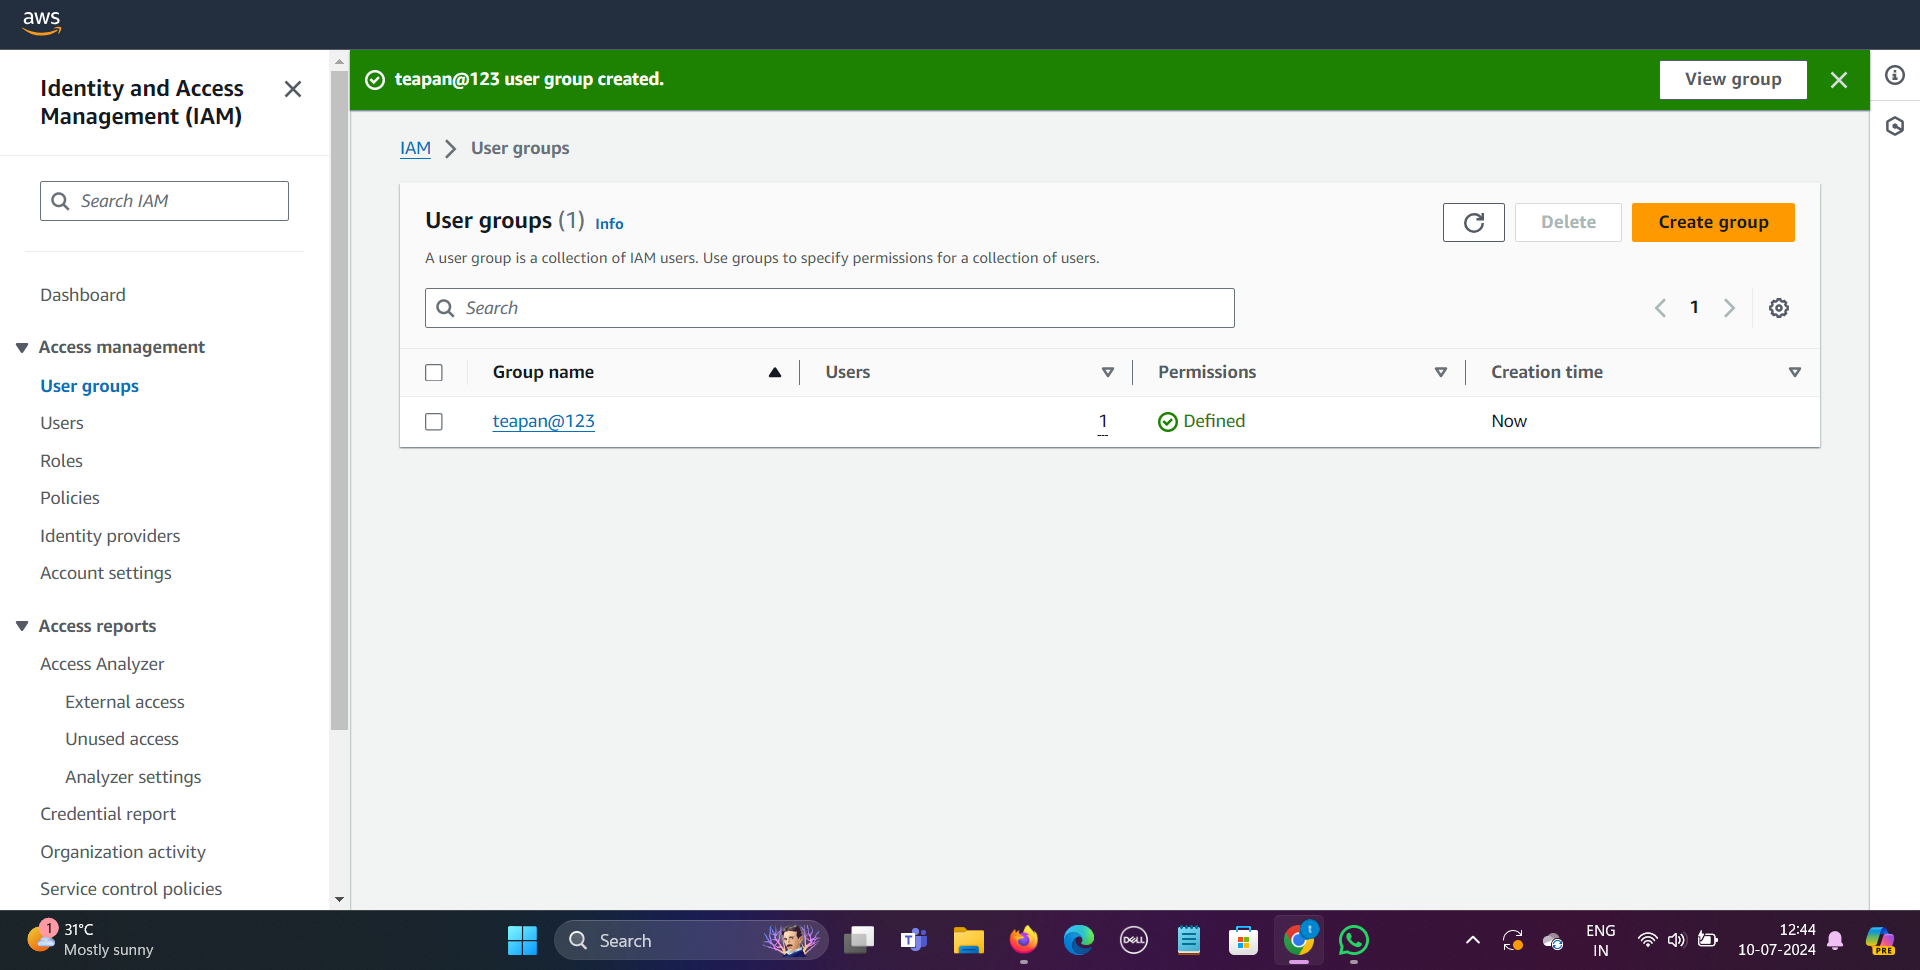 aws
Identity and Access
Management (IAM)
Search IAM
Dashboard
Access management
User groups
Users
Roles
Policies
Identity providers
Account settings
Access reports
Access Analyzer
External access
Unused access
Analyzer settings
Credential report
Organization activity
Service control policies
teapan@123 user group created.
View group
IAM
User groups
User groups (1) Info
Delete
Create group
A user group is a collection of IAM users. Use groups to specify permissions for a collection of users.
Search
1
Group name
Users
Permissions
Creation time
teapan@123
1
Defined
Now
1
31°C
Mostly sunny
Search
DELL
t
ENG
IN
12:44
10-07-2024
PRE